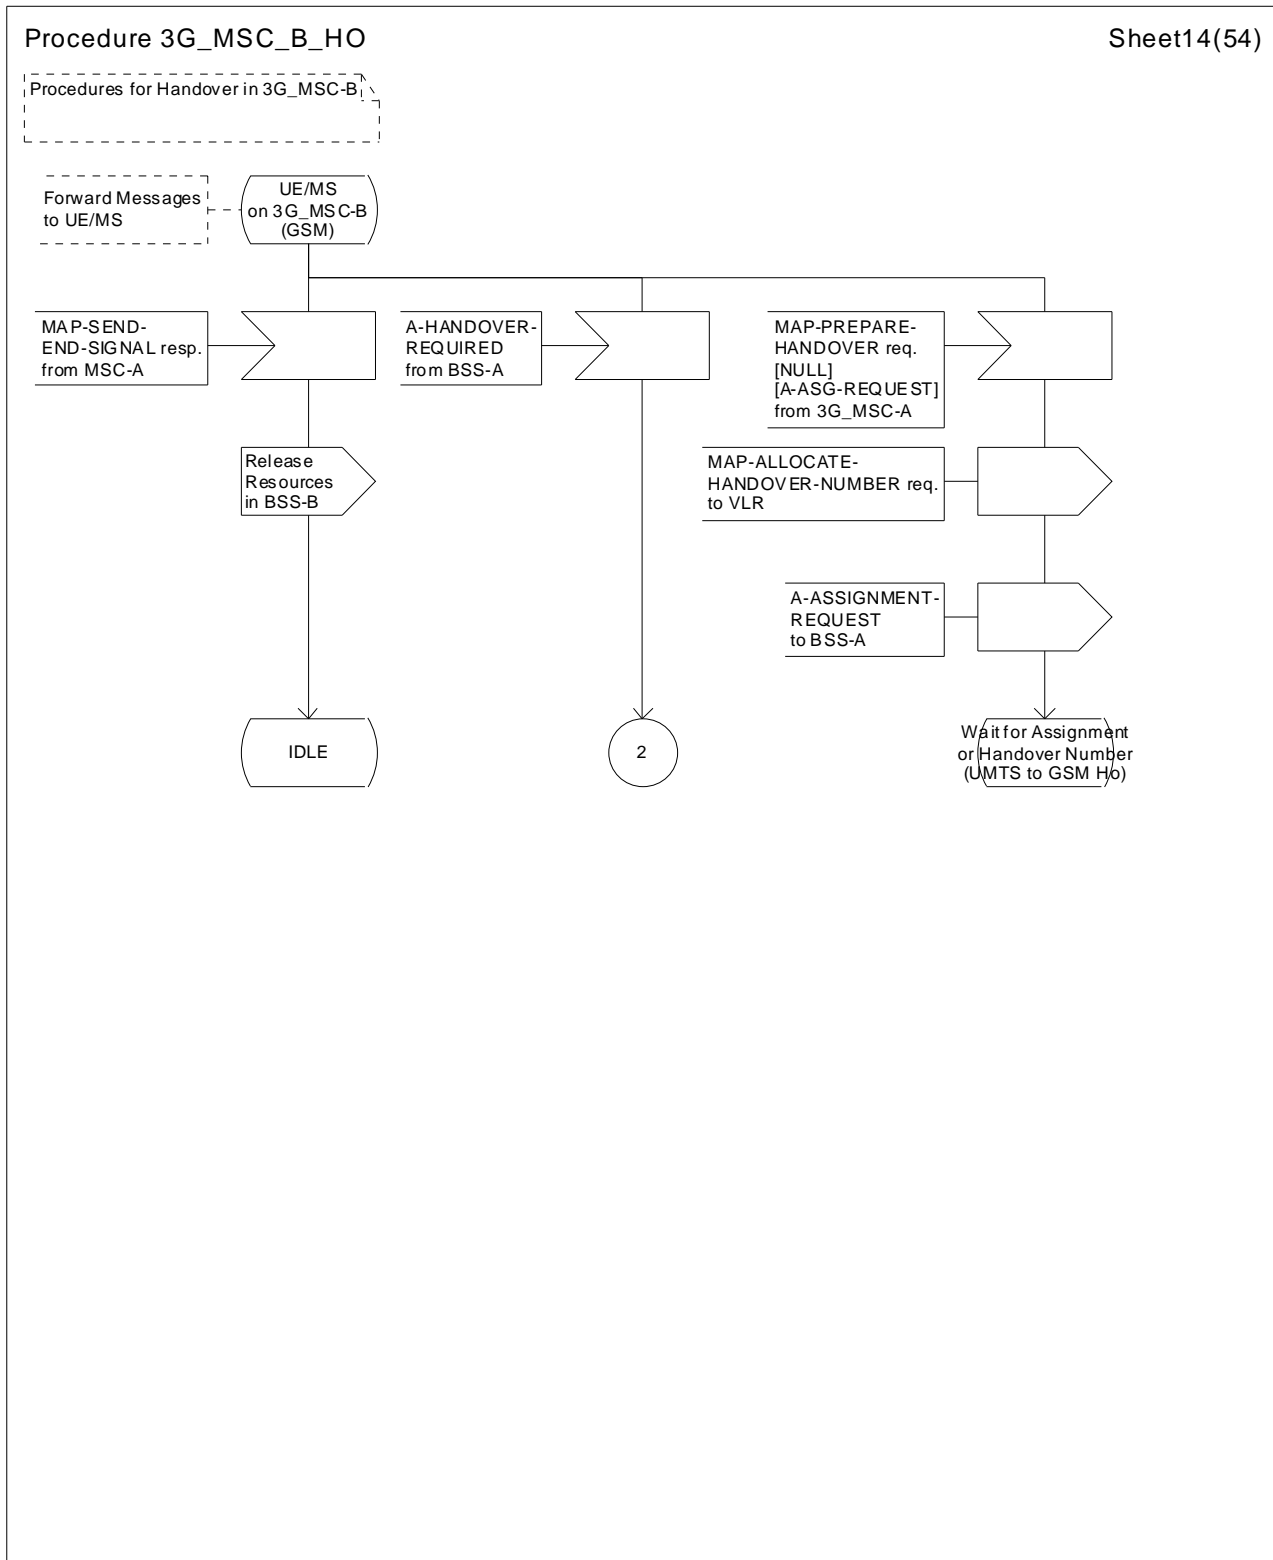 Procedure 3G_MSC_B_HO
Sheet14(54)
Procedures for Handover in 3G_MSC-B
Forward Messages
to UE/MS
UE/MS
on 3G_MSC-B
(GSM)
MAP-SEND-
END-SIGNAL resp.
from MSC-A
A-HANDOVER-
REQUIRED
from BSS-A
MAP-PREPARE-
HANDOVER req.
[NULL]
[A-ASG-REQUEST]
from 3G_MSC-A
Release
Resources
in BSS-B
MAP-ALLOCATE-
HANDOVER-NUMBER req.
to VLR
A-ASSIGNMENT-
REQUEST
to BSS-A
IDLE
2
Wait for Assignment
or Handover Number
(UMTS to GSM Ho)